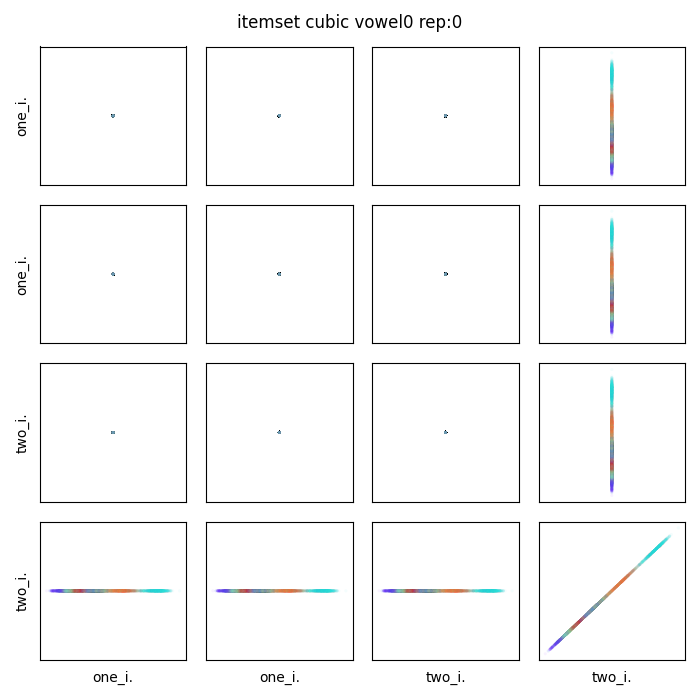 itemset cubic vowel0 rep:0
one_i.
one_i.
two_i.
two_i.
one_i.
one_i.
two_i.
two_i.